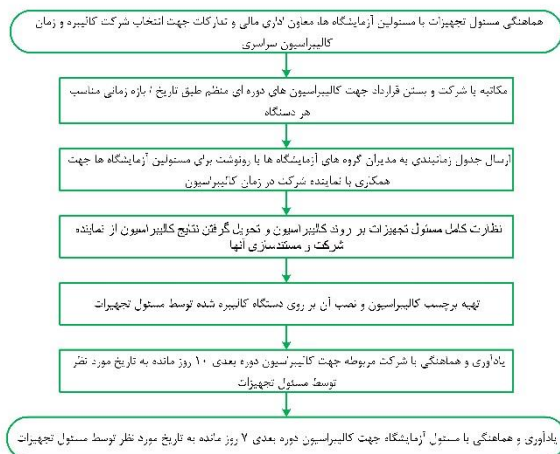 هماهنگی مسئول تجهیزات با مسئولین آزمایشگاه ها، معاون اداری مالی و تدارکات جهت انتخاب شرکت کالیبره و زمان
کالیبراسیون سراسری
مکاتبه با شرکت و بستن قرارداد جهت کالیبراسیون های دوره ای منظم طبق تاریخ / بازه زمانی مناسب
هر دستگاه
ارسال جدول زمانبندی به مدیران گروه های آزمایشگاه ها با رونوشت برای مسئولین آزمایشگاه ها جهت
همکاری با نماینده شرکت در زمان کالیبراسیون
نظارت کامل مسئول تجهیزات بر روند کالیبراسیون و تحویل گرفتن نتایج کالیبراسیون از نماینده
شرکت و مستندسازی آنها
تهیه برچسب کالیبراسیون و نصب آن بر روی دستگاه کالیبره شده توسط مسئول تجهیزات
یادآوری و هماهنگی با شرکت مربوطه جهت کالیبراسیون دوره بعدی ۱۰ روز مانده به تاریخ مورد نظر
توسط مسئول تجهیزات
یادآوری و هماهنگی با مسئول آزمایشگاه جهت کالیبراسیون دوره بعدی ۷ روز مانده به تاریخ مورد نظر توسط مسئول تجهیزات